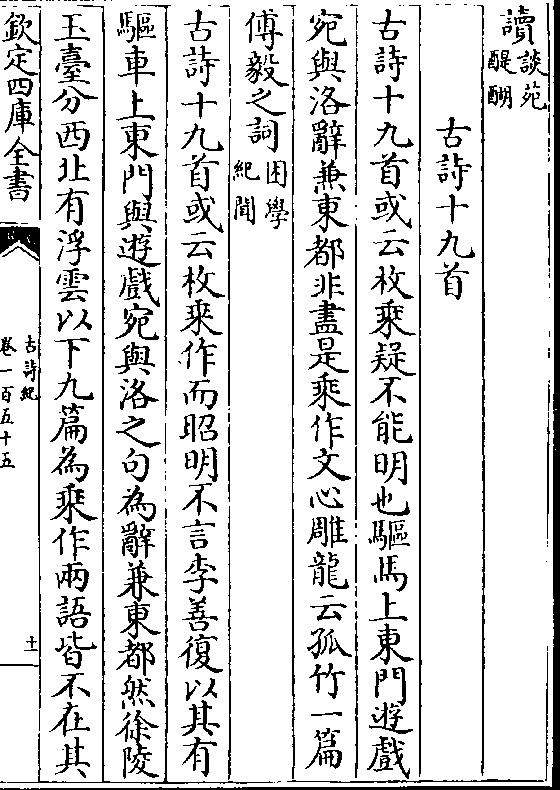 讀談苑醍醐
古詩十九首
古詩十九首或云枚乘疑不能明也驅馬上東門遊戲
宛與洛辭兼東都非盡是乘作文心雕龍云孤竹一篇
傅毅之詞困學紀聞
古詩十九首或云枚乘作而昭明不言李善復以其有
驅車上東門與遊戲宛與洛之句為辭兼東都然徐陵
玉臺分西北有浮雲以下九篇為乘作兩語皆不在其
欽定四庫全書
古詩紀
卷一百五十五
十一